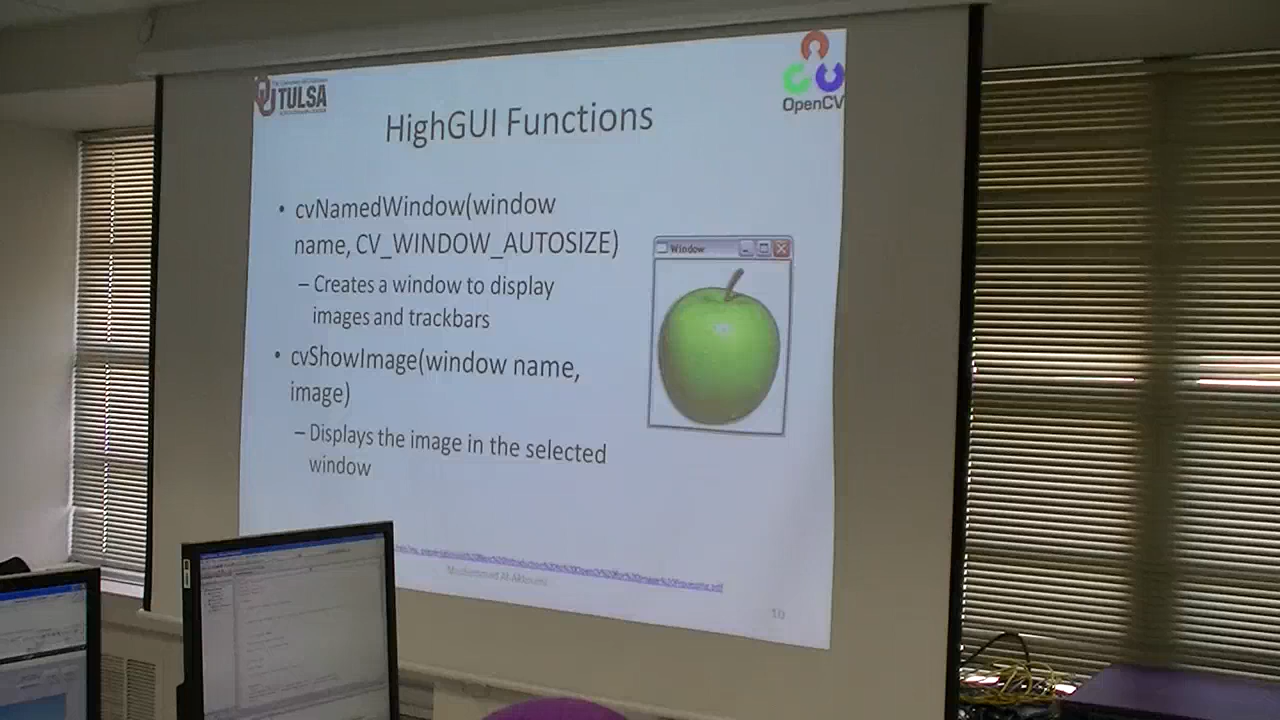 TULSA
OpenCV
HighGUI Functions
• cvNamedWindow(window
name, CV_WINDOW_AUTOSIZE)
– Creates a window to display
images and trackbars
• cvShowImage(window name,
image)
– Displays the image in the selected
window
Window
10